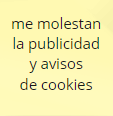 me molestan
la publicidad
y avisos
de cookies